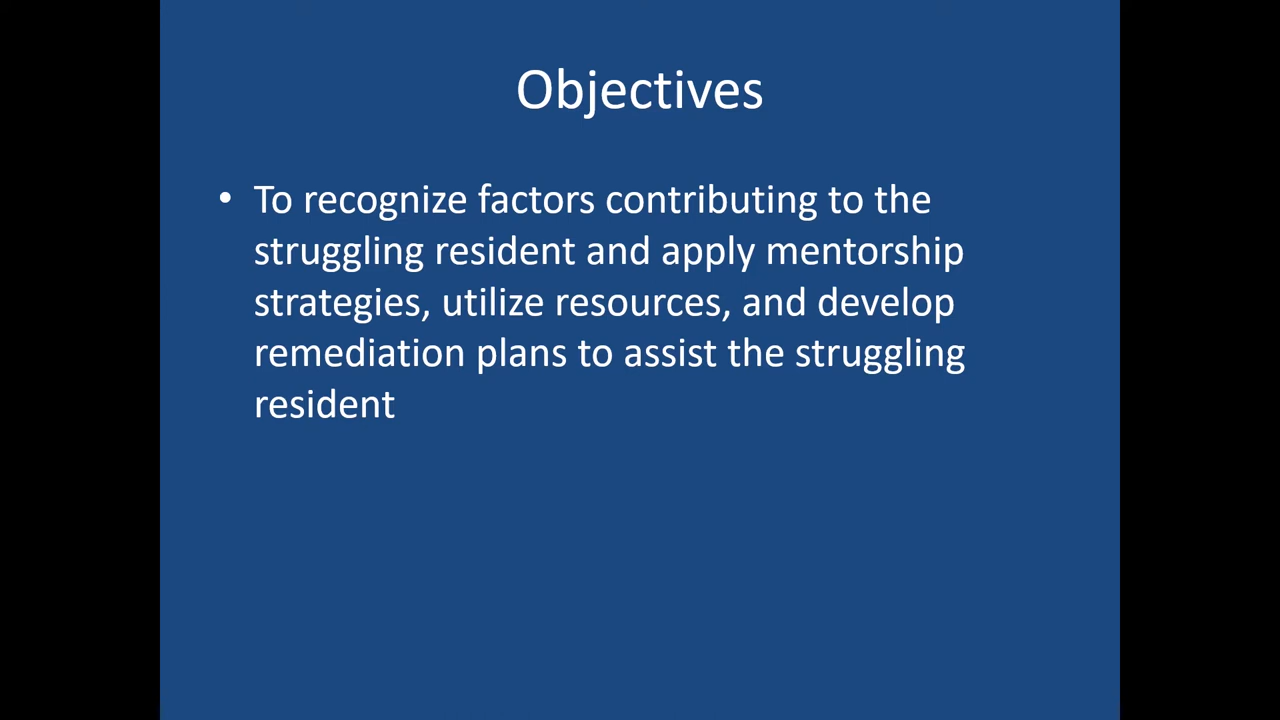 Objectives
• To recognize factors contributing to the
struggling resident and apply mentorship
strategies, utilize resources, and develop
remediation plans to assist the struggling
resident